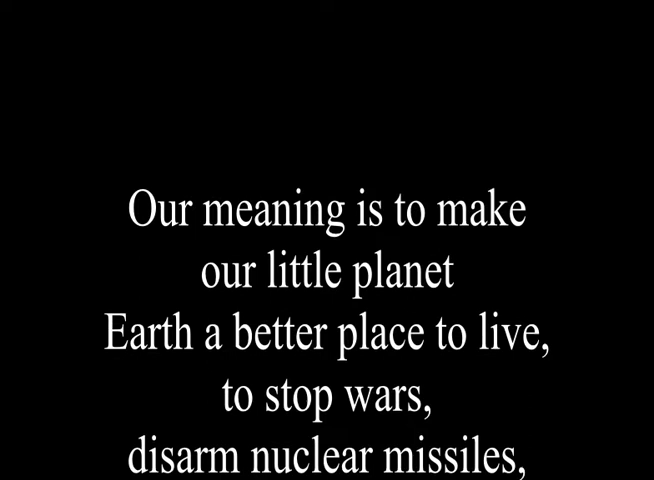 Our meaning is to make
our little planet
Earth a better place to live,
to stop wars,
disarm nuclear missiles,